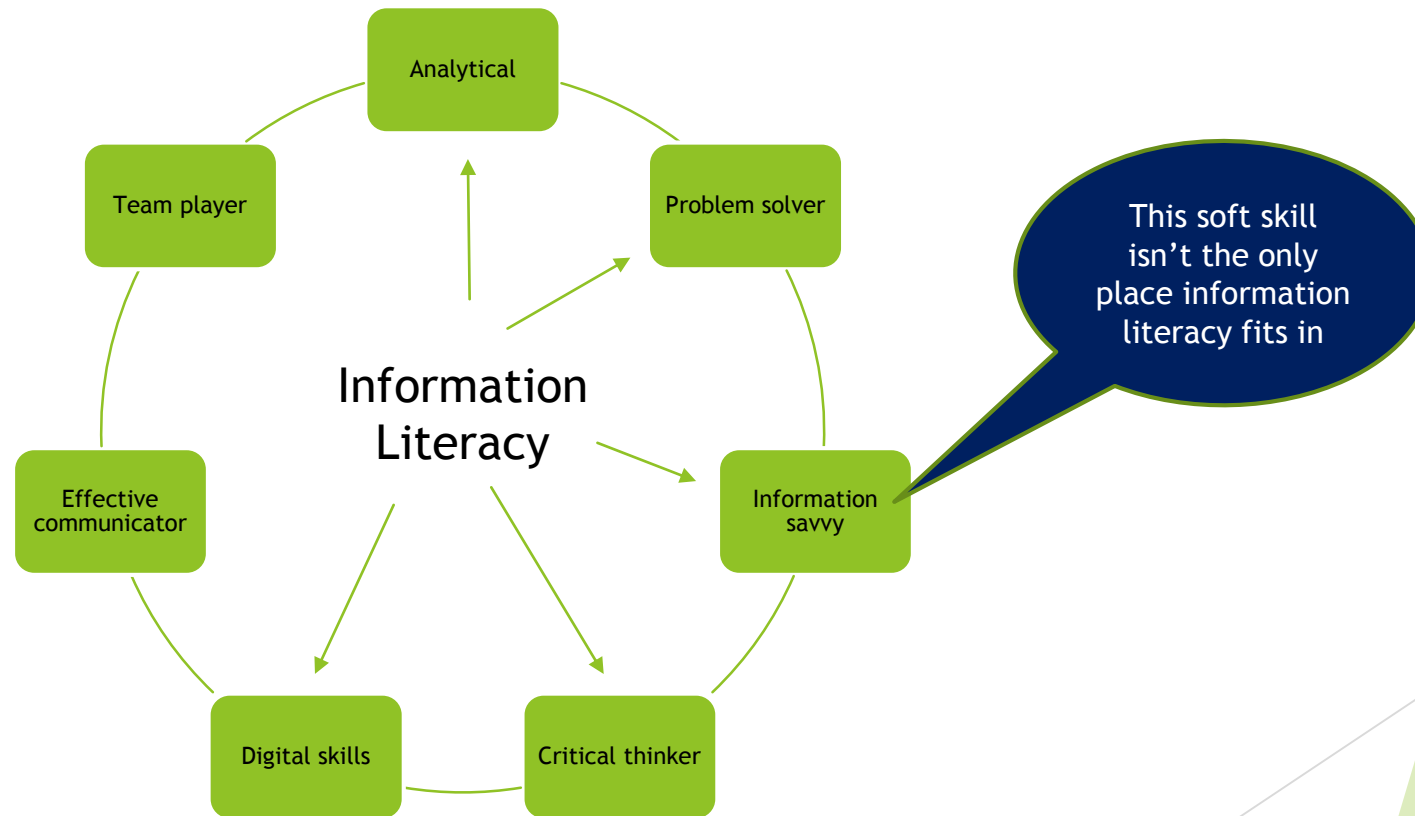 Analytical
Team player
Problem solver
This soft skill
isn’t the only
place information
literacy fits in
Information
Literacy
Effective
communicator
Information
savvy
Digital skills
Critical thinker